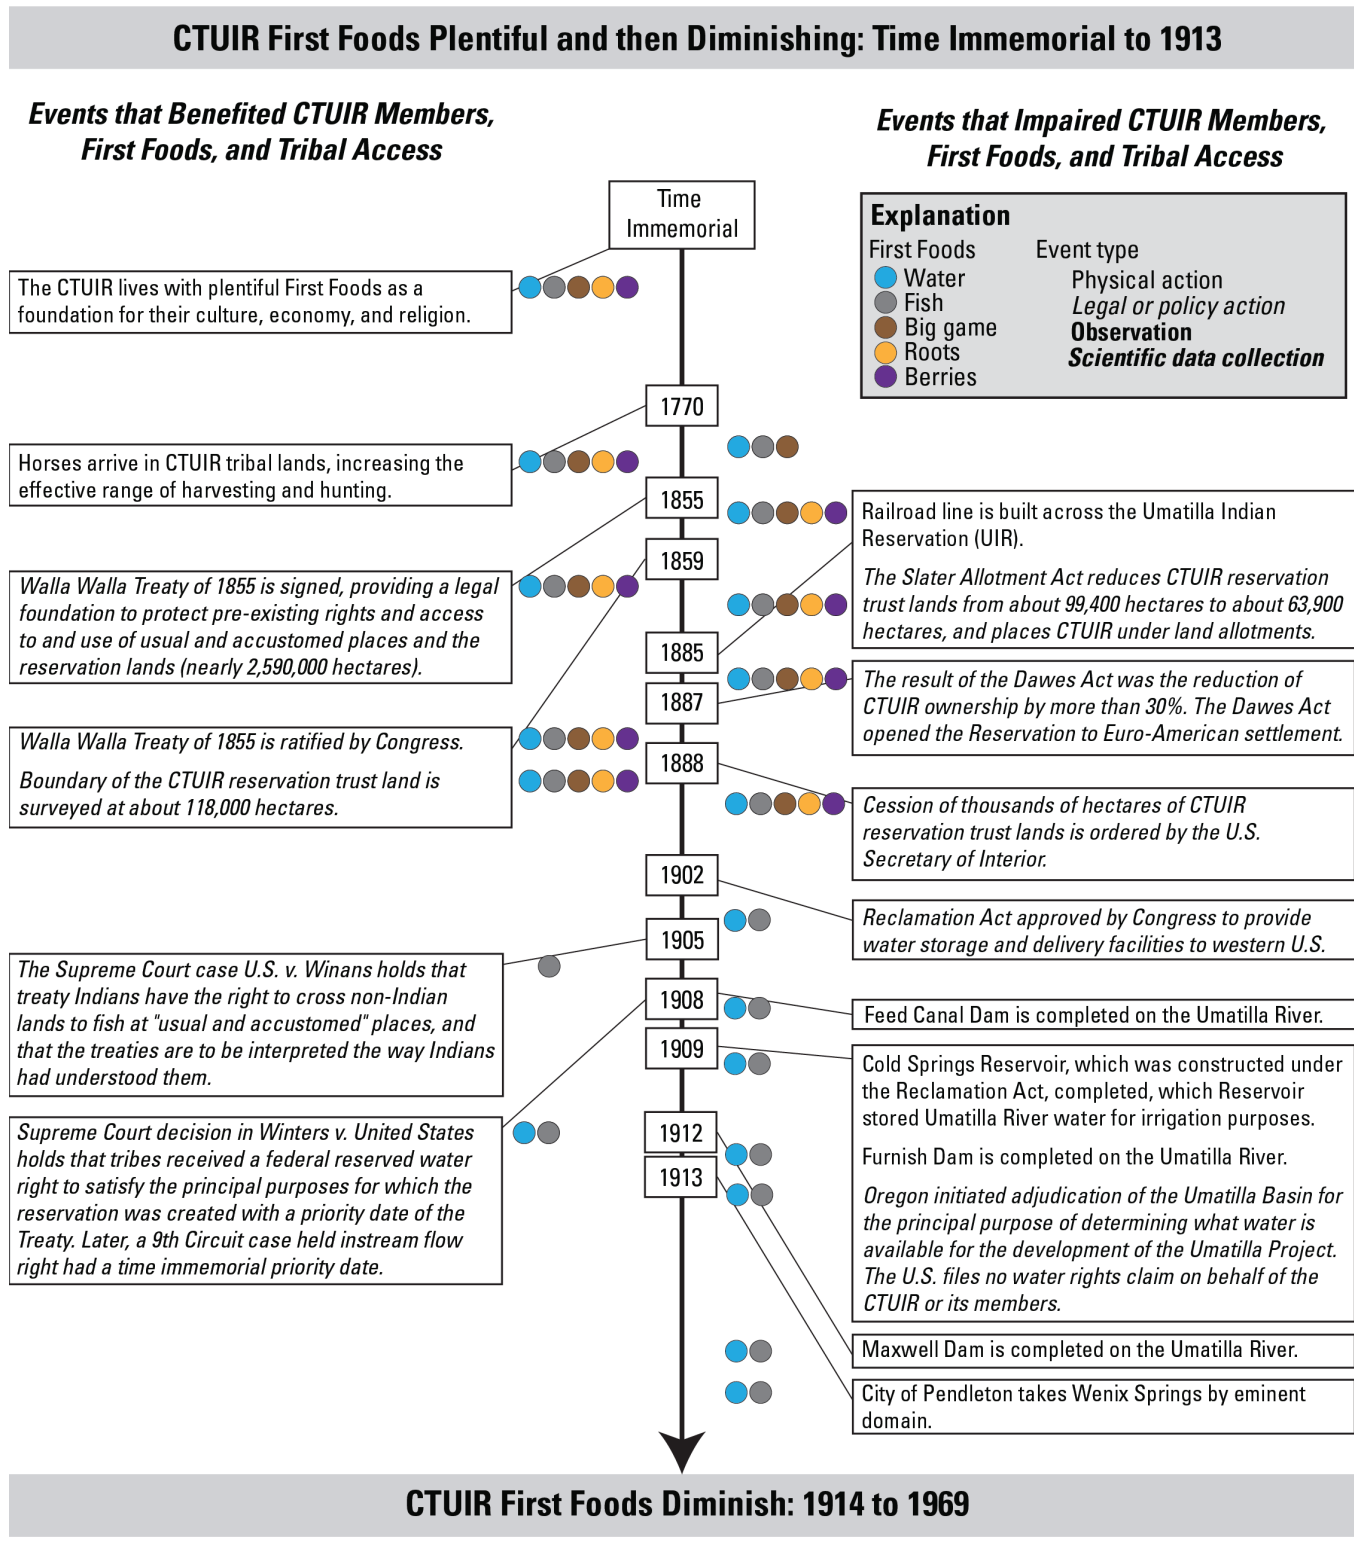 CTUIR First Foods Plentiful and then Diminishing: Time Immemorial to 1913
Events that Benefited CTUIR Members,
First Foods, and Tribal Access
Events that Impaired CTUIR Members,
First Foods, and Tribal Access
Explanation
First Foods
Water
Fish
Big game
Roots
Berries
Event type
Physical action
Legal or policy action
Observation
Scientific data collection
Time
Immemorial
The CTUIR lives with plentiful First Foods as a
foundation for their culture, economy, and religion.
1770
Horses arrive in CTUIR tribal lands, increasing the
effective range of harvesting and hunting.
1855
Walla Walla Treaty of 1855 is signed, providing a legal
foundation to protect pre-existing rights and access
to and use of usual and accustomed places and the
reservation lands (nearly 2,590,000 hectares).
1859
Walla Walla Treaty of 1855 is ratified by Congress.
Boundary of the CTUIR reservation trust land is
surveyed at about 118,000 hectares.
1885
Railroad line is built across the Umatilla Indian
Reservation (UIR).
The Slater Allotment Act reduces CTUIR reservation
trust lands from about 99,400 hectares to about 63,900
hectares, and places CTUIR under land allotments.
1887
The result of the Dawes Act was the reduction of
CTUIR ownership by more than 30%. The Dawes Act
opened the Reservation to Euro-American settlement.
1888
Cession of thousands of hectares of CTUIR
reservation trust lands is ordered by the U.S.
Secretary of Interior.
1902
Reclamation Act approved by Congress to provide
water storage and delivery facilities to western U.S.
1905
The Supreme Court case U.S. v. Winans holds that
treaty Indians have the right to cross non-Indian
lands to fish at "usual and accustomed" places, and
that the treaties are to be interpreted the way Indians
had understood them.
1908
Feed Canal Dam is completed on the Umatilla River.
Supreme Court decision in Winters v. United States
holds that tribes received a federal reserved water
right to satisfy the principal purposes for which the
reservation was created with a priority date of the
Treaty. Later, a 9th Circuit case held instream flow
right had a time immemorial priority date.
1909
Cold Springs Reservoir, which was constructed under
the Reclamation Act, completed, which Reservoir
stored Umatilla River water for irrigation purposes.
Furnish Dam is completed on the Umatilla River.
Oregon initiated adjudication of the Umatilla Basin for
the principal purpose of determining what water is
available for the development of the Umatilla Project.
The U.S. files no water rights claim on behalf of the
CTUIR or its members.
1912
Maxwell Dam is completed on the Umatilla River.
1913
City of Pendleton takes Wenix Springs by eminent
domain.
CTUIR First Foods Diminish: 1914 to 1969